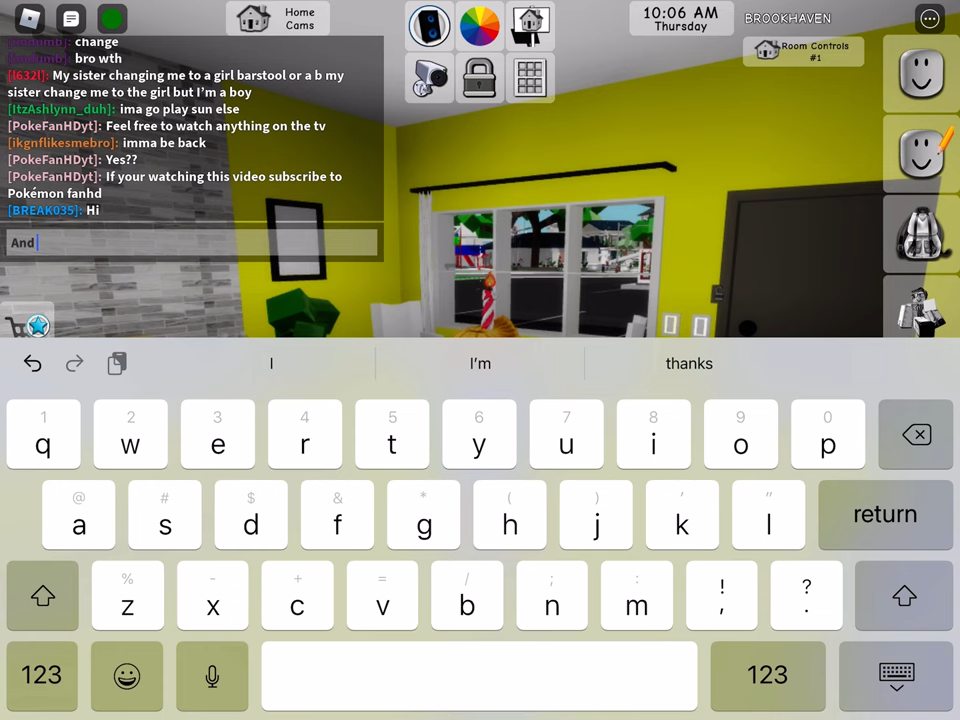 Home
Cams
10:06 AM
Thursday
BROOKHAVEN
Room Controls
#1
change
bro wth
[l632l]: My sister changing me to a girl barstool or a b my
sister change me to the girl but I'm a boy
[ItzAshlynn_duh]: ima go play sun else
[PokeFanHDyt]: Feel free to watch anything on the tv
[ikgnflikesmebro]: imma be back
[PokeFanHDyt]: Yes??
[PokeFanHDyt]: If your watching this video subscribe to
Pokémon fanhd
[BREAK035]: Hi
And
I I'm thanks
1 2 3 4 5 6 7 8 9 0
q w e r t y u i o p
@ # $ & * ( ) ' "
a s d f g h j k l return
% - + = / ; : ! ?
z x c v b n m , .
123 123